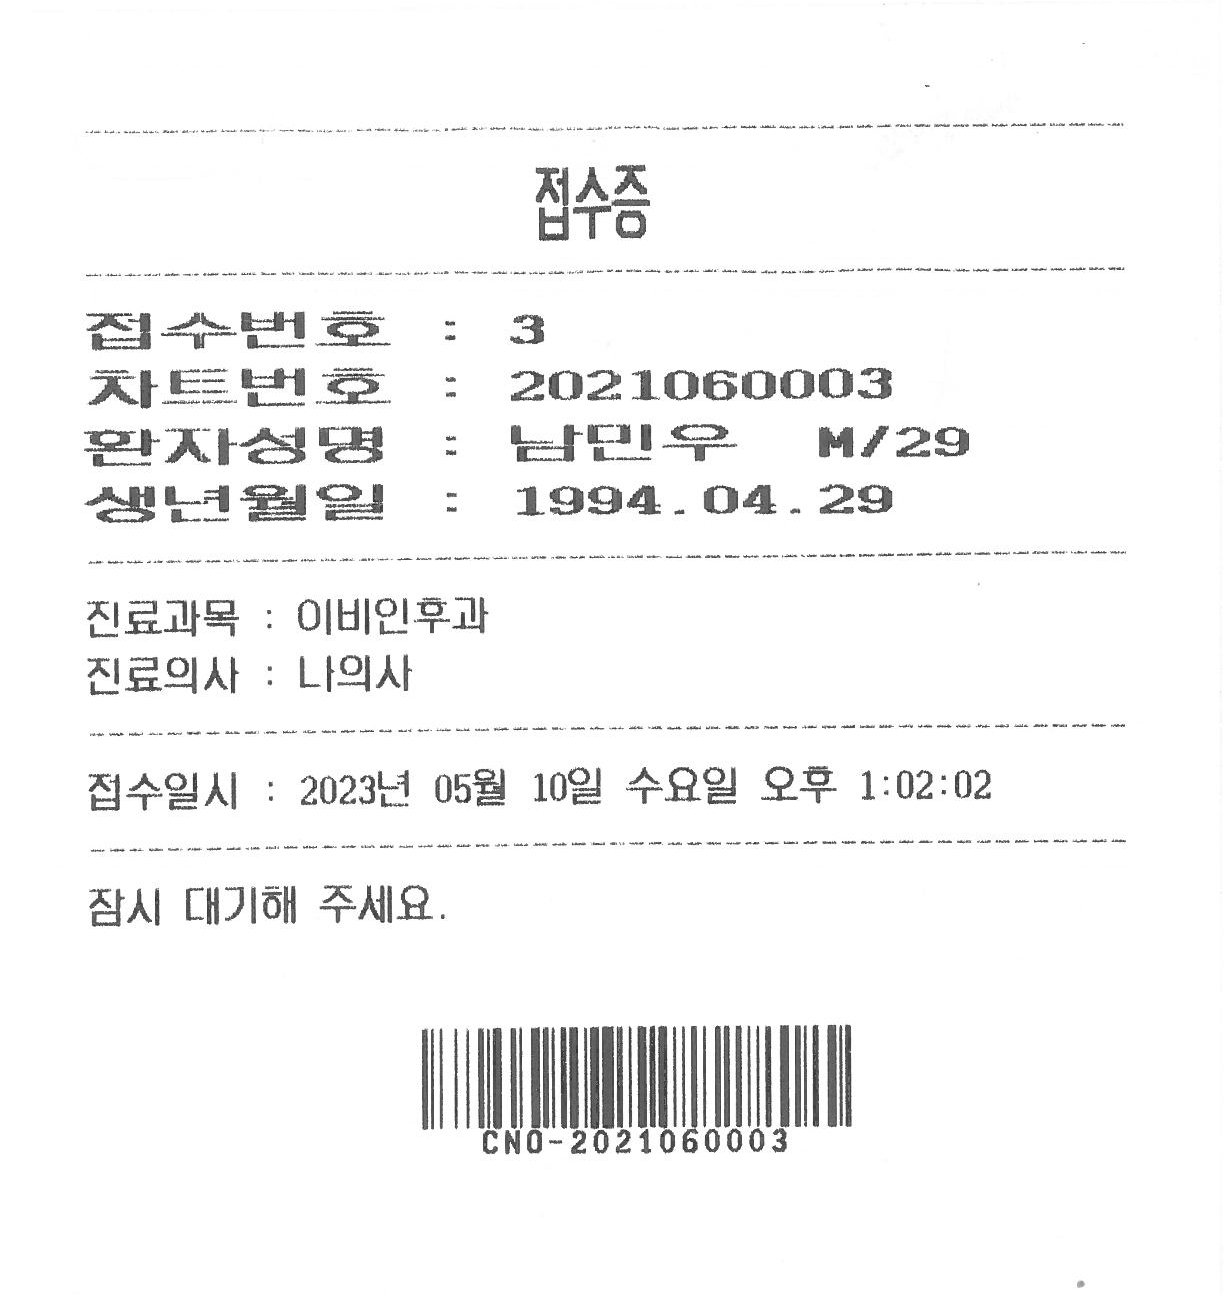 접수증
접수번호 : 3
차트번호 : 2021060003
환자성명 : 남민우 M/29
생년월일 : 1994.04.29
진료과목 : 이비인후과
진료의사 : 나의사
접수일시 : 2023년 05월 10일 수요일 오후 1:02:02
잠시 대기해 주세요.
CNO-2021060003